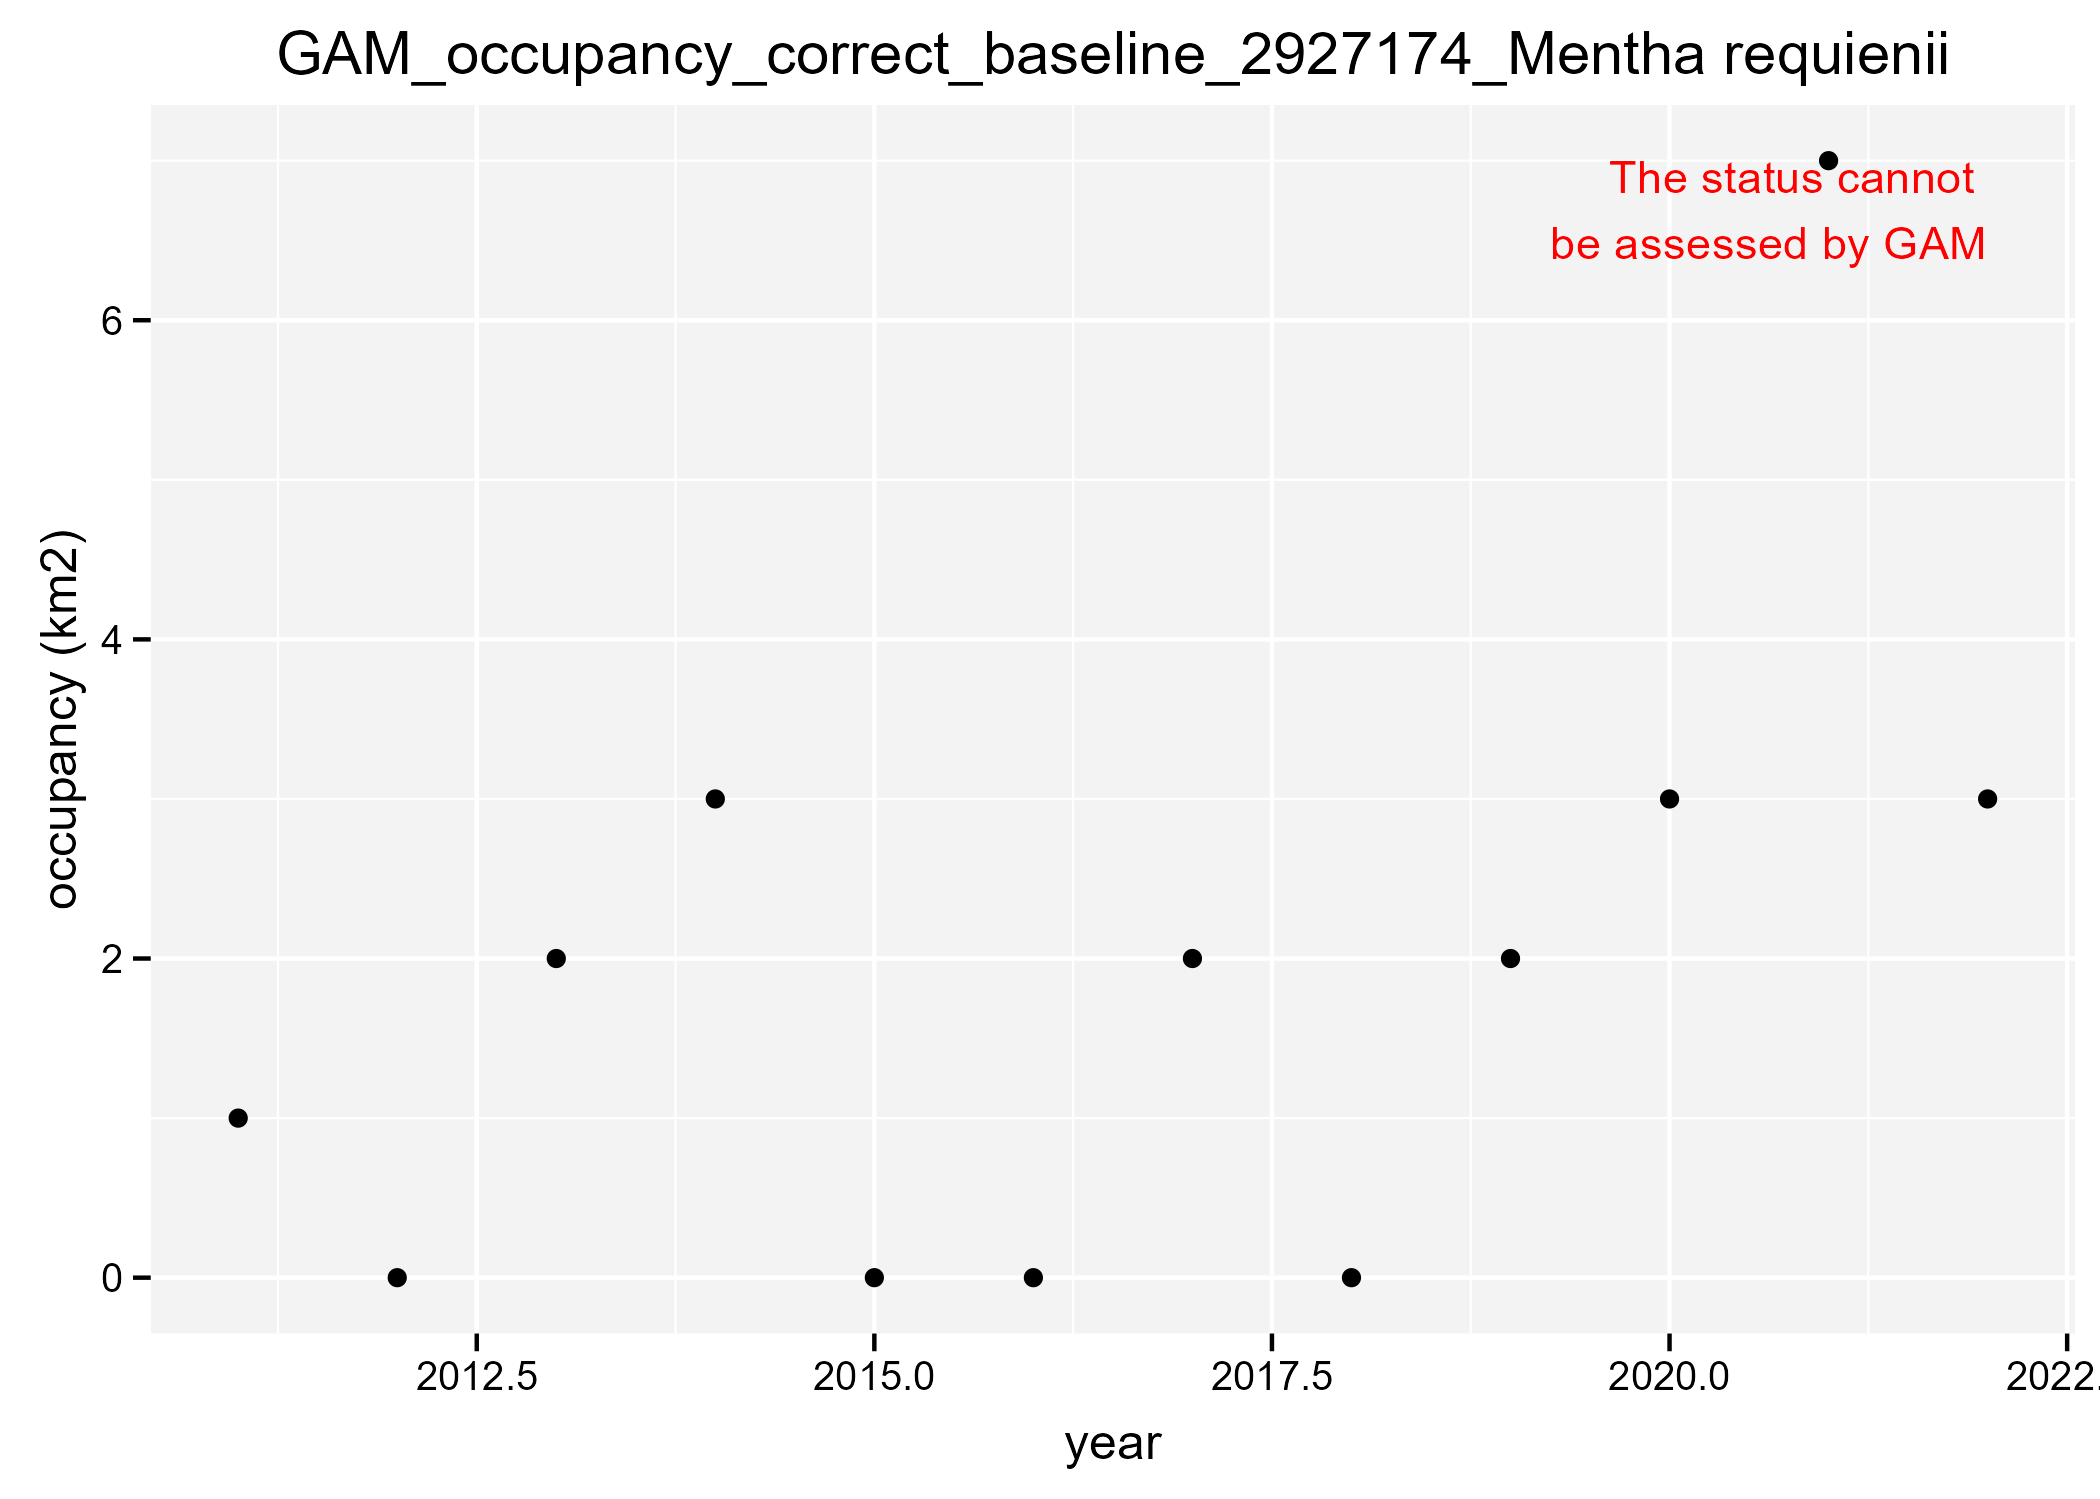 GAM_occupancy_correct_baseline_2927174_Mentha requienii
The status cannot
be assessed by GAM
occupancy (km2)
6
4
2
0
2012.5
2015.0
2017.5
2020.0
2022.
year